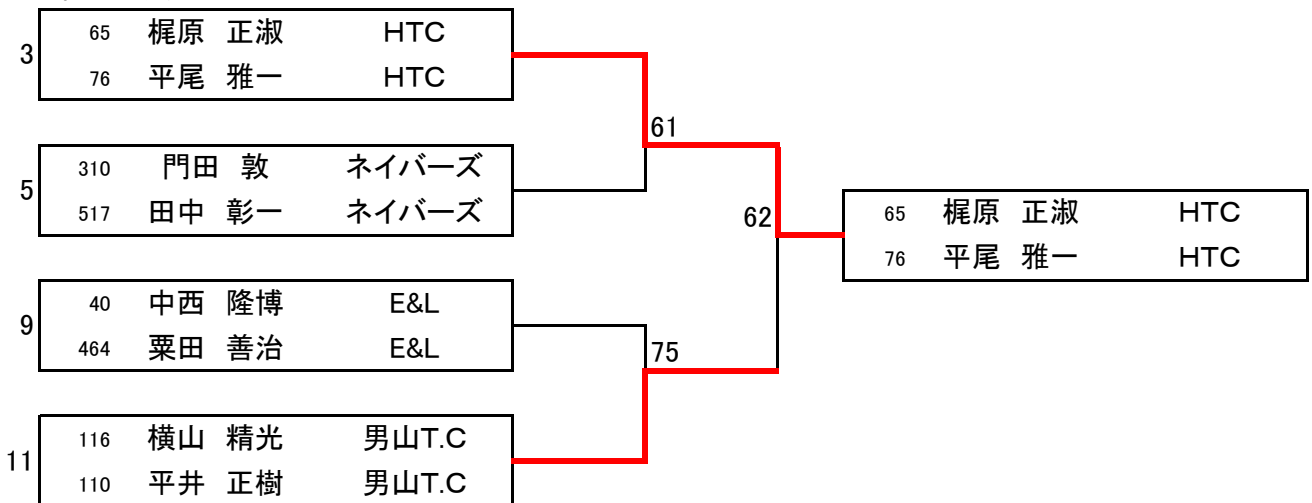 3
65 梶原 正淑 HTC
76 平尾 雅一 HTC
61
5
310 門田 敦 ネイバーズ
517 田中 彰一 ネイバーズ
62
65 梶原 正淑 HTC
76 平尾 雅一 HTC
9
40 中西 隆博 E&L
464 粟田 善治 E&L
75
11
116 横山 精光 男山T.C
110 平井 正樹 男山T.C